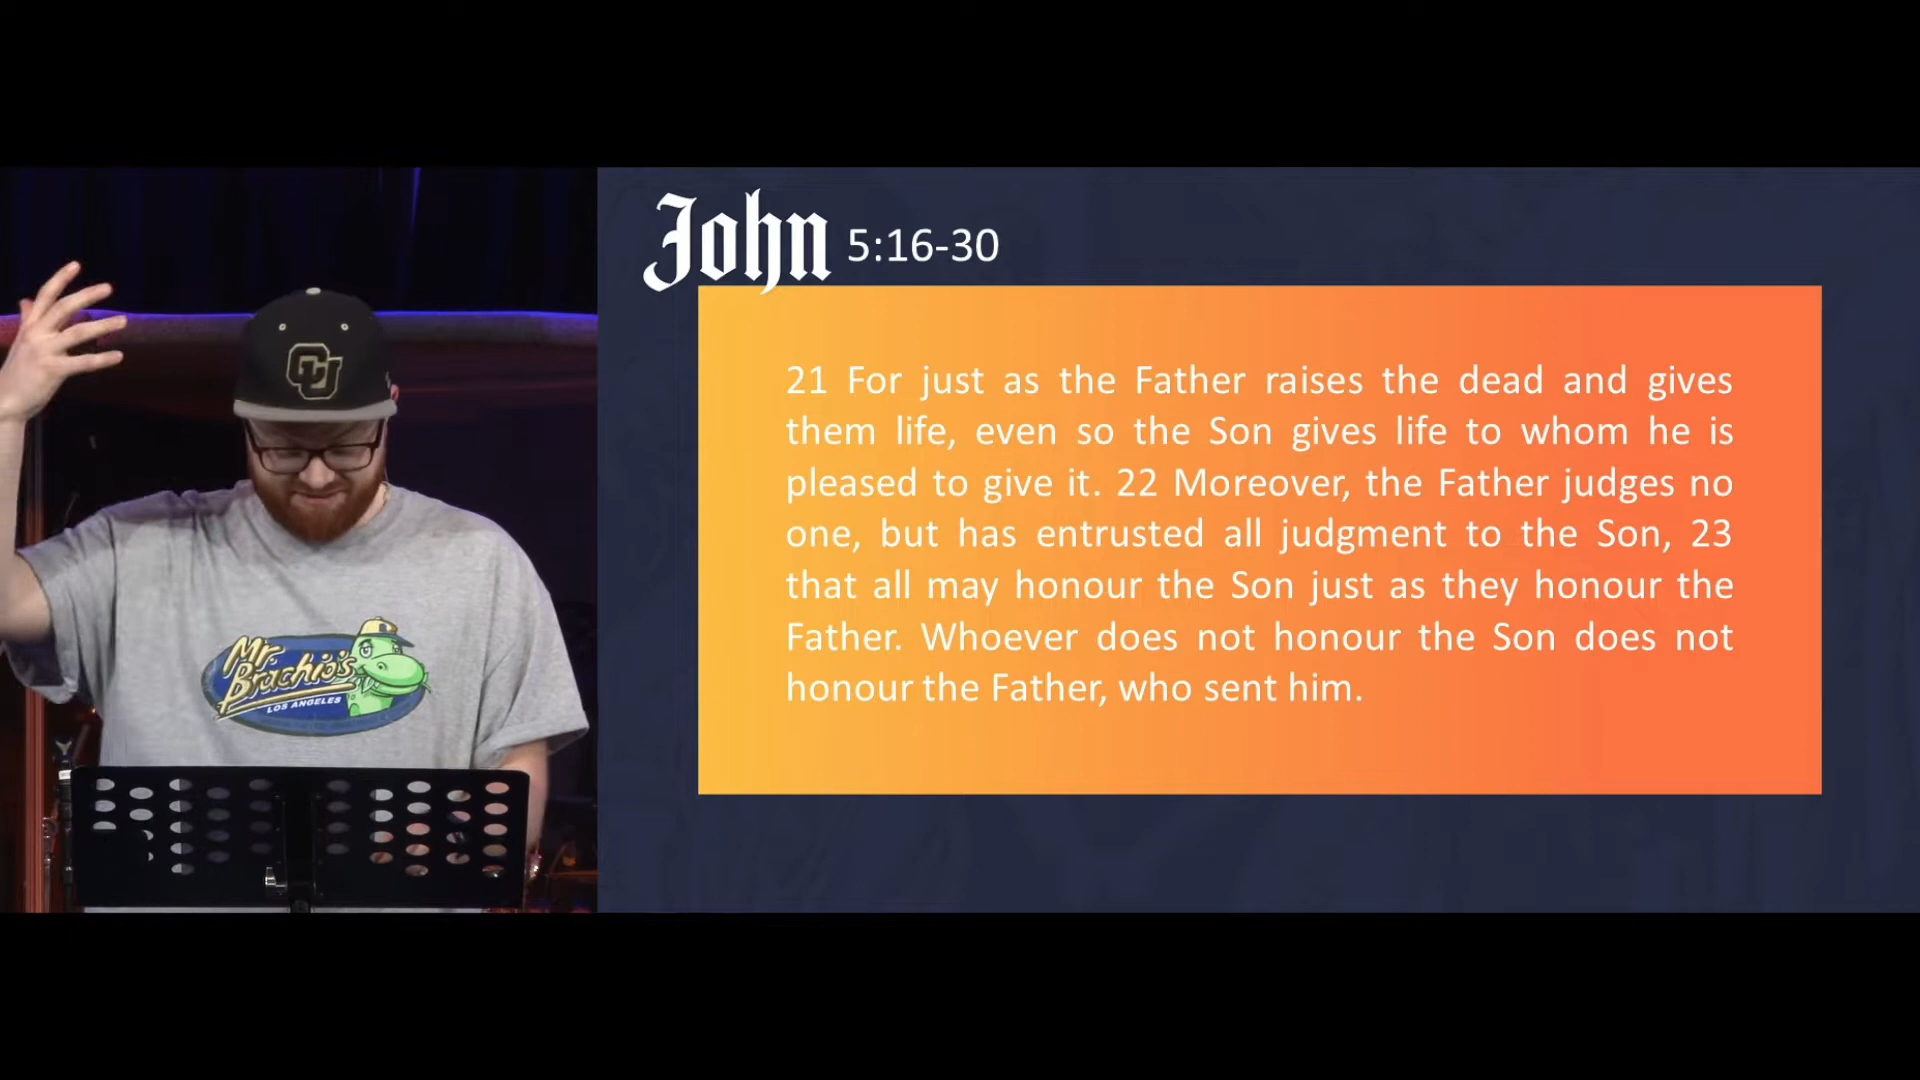 John 5:16-30
21 For just as the Father raises the dead and gives
them life, even so the Son gives life to whom he is
pleased to give it. 22 Moreover, the Father judges no
one, but has entrusted all judgment to the Son, 23
that all may honour the Son just as they honour the
Father. Whoever does not honour the Son does not
honour the Father, who sent him.
CU
Mr.
Brachio's
LOS ANGELES